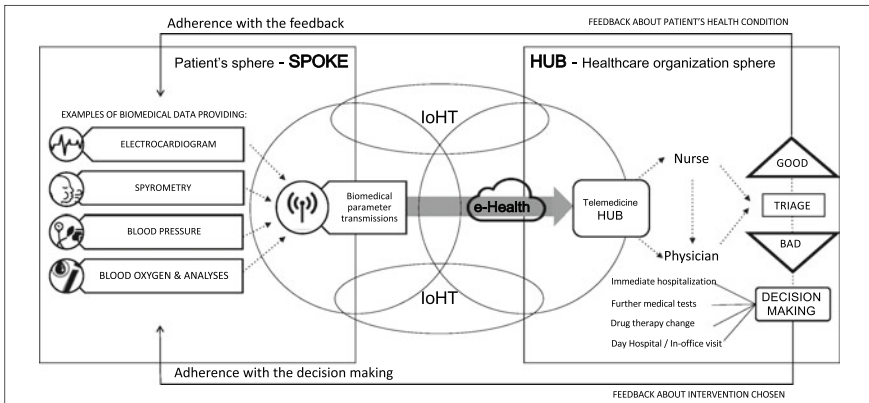 Adherence with the feedback
FEEDBACK ABOUT PATIENT'S HEALTH CONDITION
Patient's sphere - SPOKE
HUB - Healthcare organization sphere
EXAMPLES OF BIOMEDICAL DATA PROVIDING:
ELECTROCARDIOGRAM
SPYROMETRY
BLOOD PRESSURE
BLOOD OXYGEN & ANALYSES
Biomedical
parameter
transmissions
IoHT
e-Health
IoHT
Telemedicine
HUB
Nurse
Physician
GOOD
TRIAGE
BAD
DECISION
MAKING
Immediate hospitalization
Further medical tests
Drug therapy change
Day Hospital / In-office visit
Adherence with the decision making
FEEDBACK ABOUT INTERVENTION CHOSEN